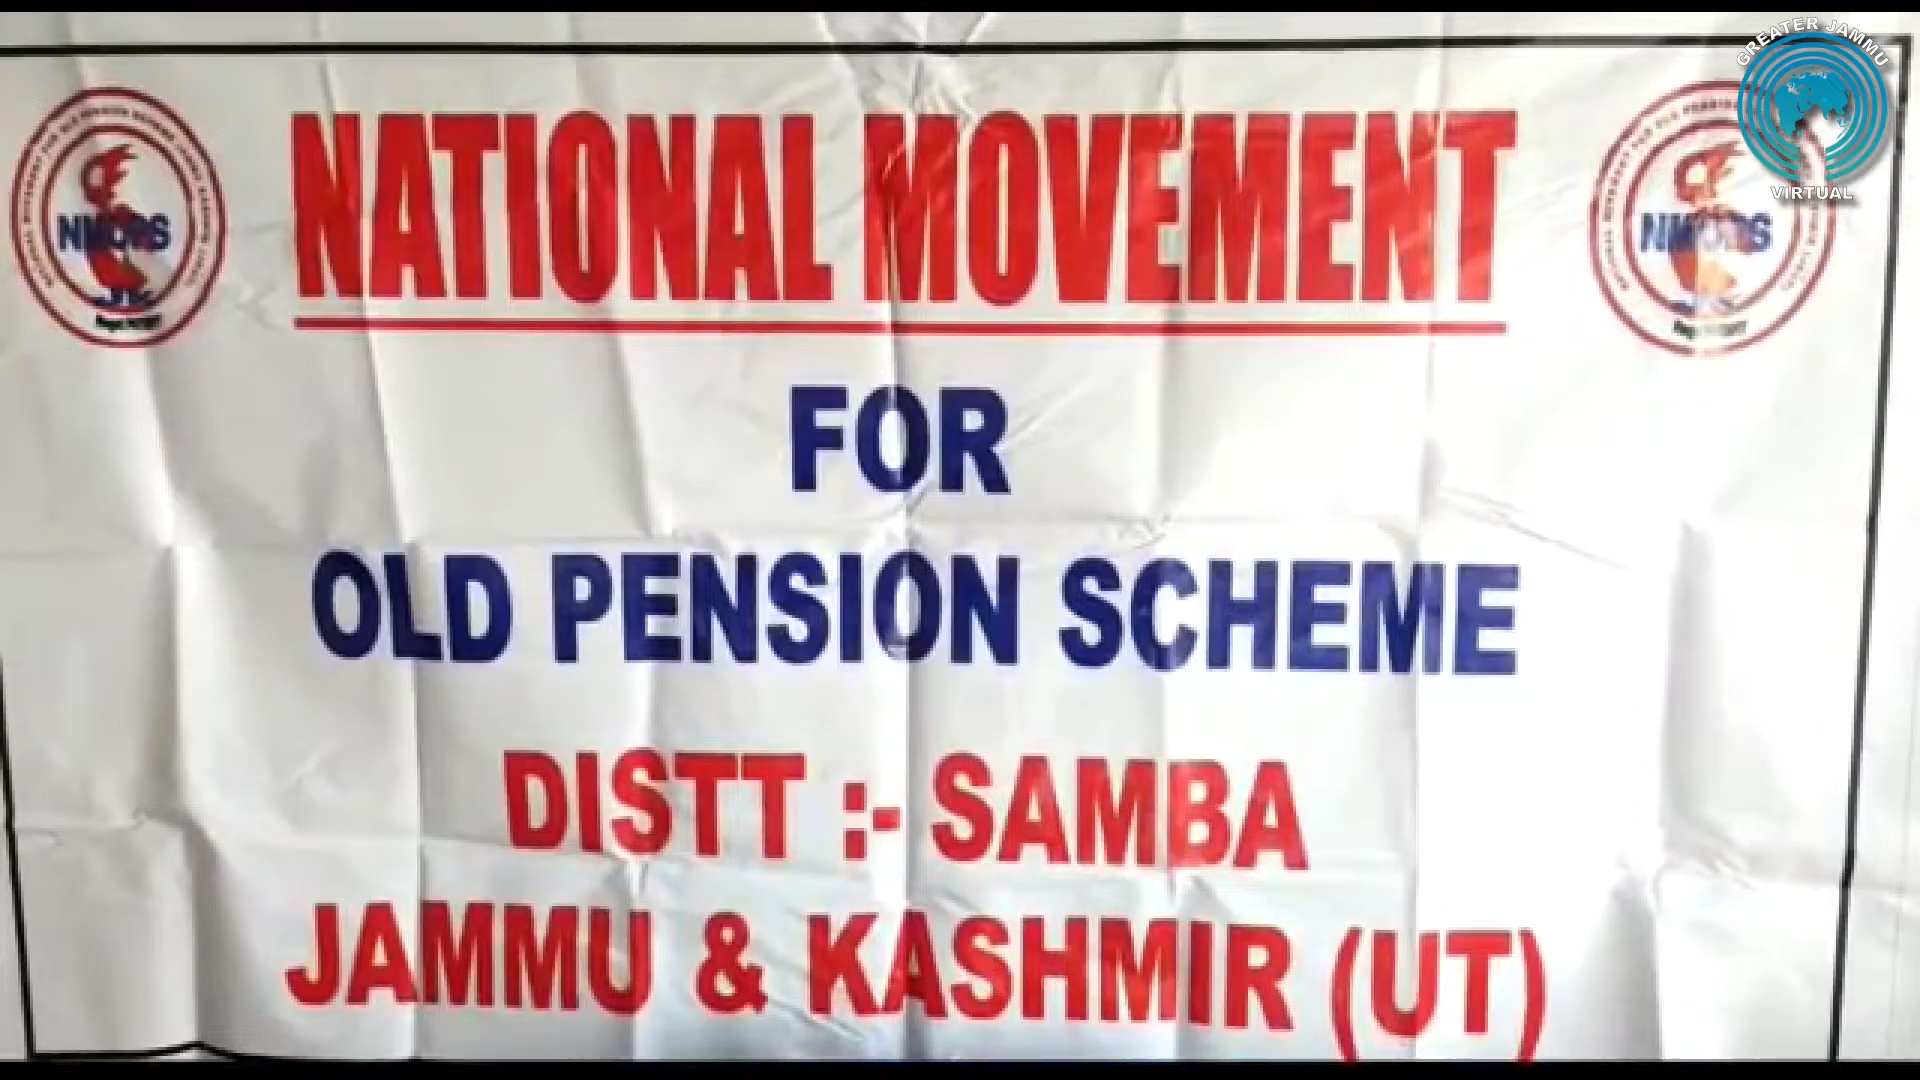 GREATER JAMMU
VIRTUAL
NATIONAL MOVEMENT
FOR
OLD PENSION SCHEME
DISTT :- SAMBA
JAMMU & KASHMIR (UT)
NMOPS
NMOPS